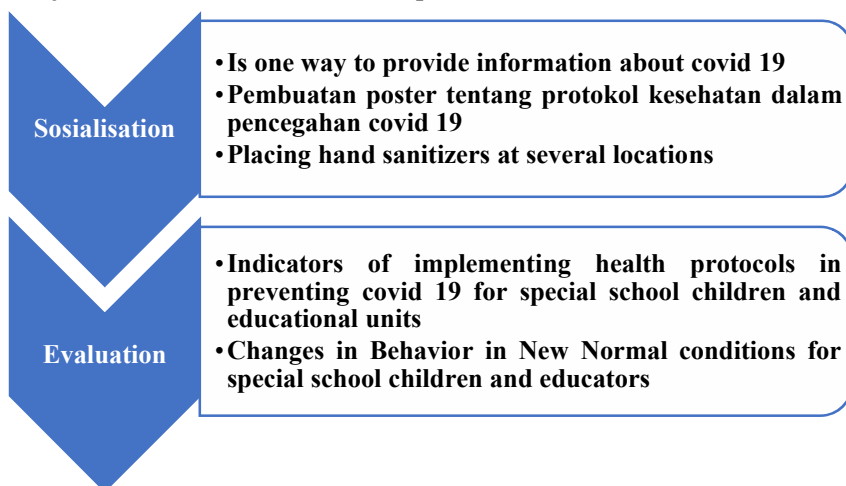 Sosialisation
•Is one way to provide information about covid 19
•Pembuatan poster tentang protokol kesehatan dalam
pencegahan covid 19
•Placing hand sanitizers at several locations
Evaluation
•Indicators of implementing health protocols in
preventing covid 19 for special school children and
educational units
•Changes in Behavior in New Normal conditions for
special school children and educators